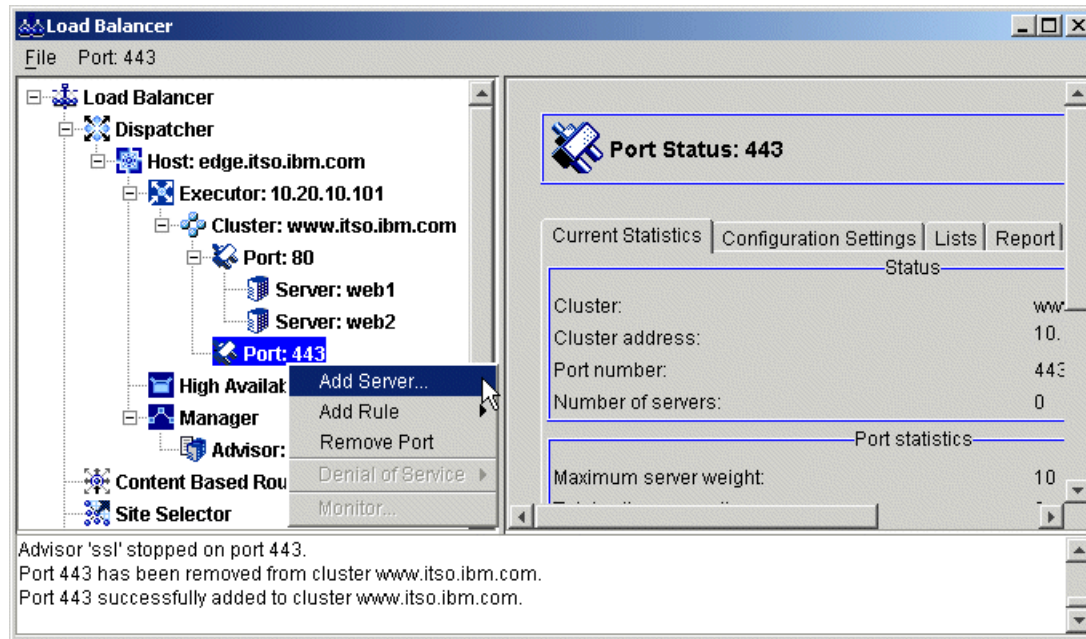 Load Balancer
File Port: 443
Load Balancer
Dispatcher
Host: edge.itso.ibm.com
Executor: 10.20.10.101
Cluster: www.itso.ibm.com
Port: 80
Server: web1
Server: web2
Port: 443
High Availab
Manager
Advisor:
Content Based Rou
Site Selector
Add Server...
Add Rule
Remove Port
Denial of Service
Monitor...
Port Status: 443
Current Statistics Configuration Settings Lists Report
Status
Cluster: www
Cluster address: 10.
Port number: 443
Number of servers: 0
Port statistics
Maximum server weight: 10
Advisor 'ssl' stopped on port 443.
Port 443 has been removed from cluster www.itso.ibm.com.
Port 443 successfully added to cluster www.itso.ibm.com.